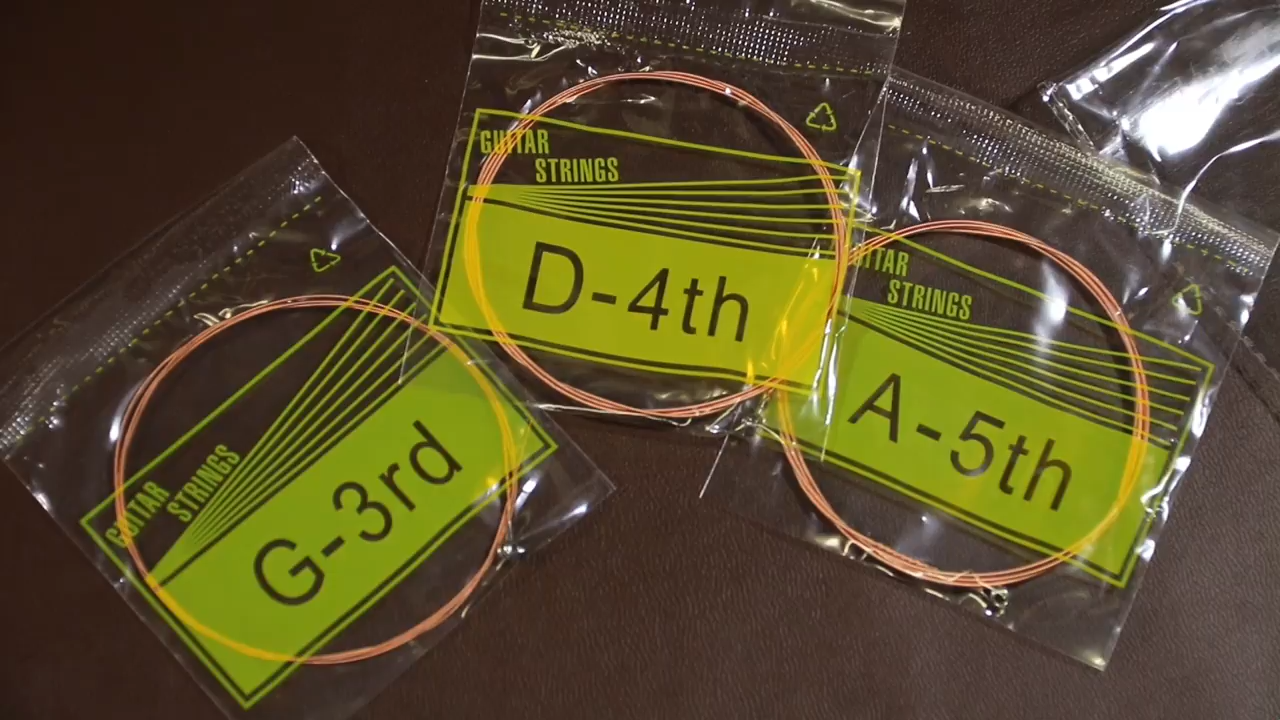 GUITAR
STRINGS
G-3rd
GUITAR
STRINGS
D-4th
GUITAR
STRINGS
A-5th